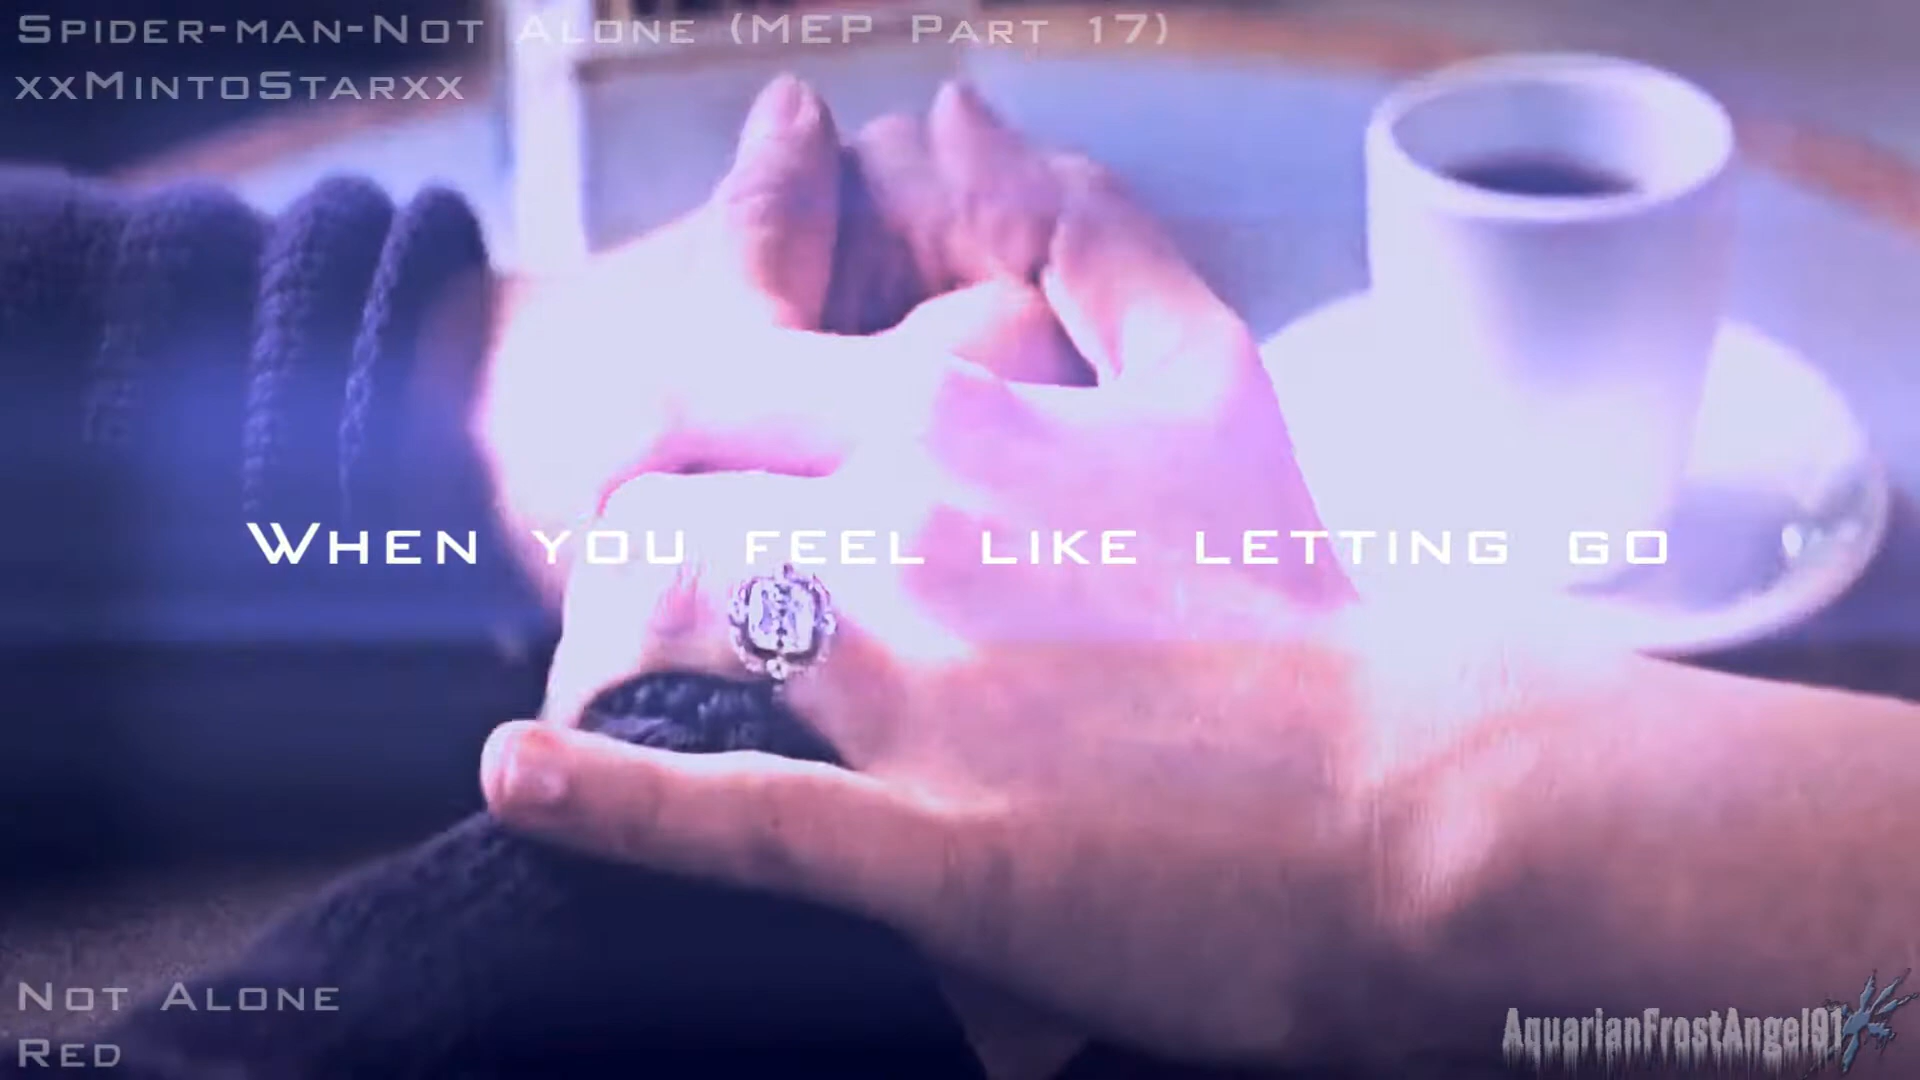 Spider-man-Not Alone (MEP Part 17)
xxMintoStarxx
When you feel like letting go
Not Alone
Red
AquarianFrostAngel91